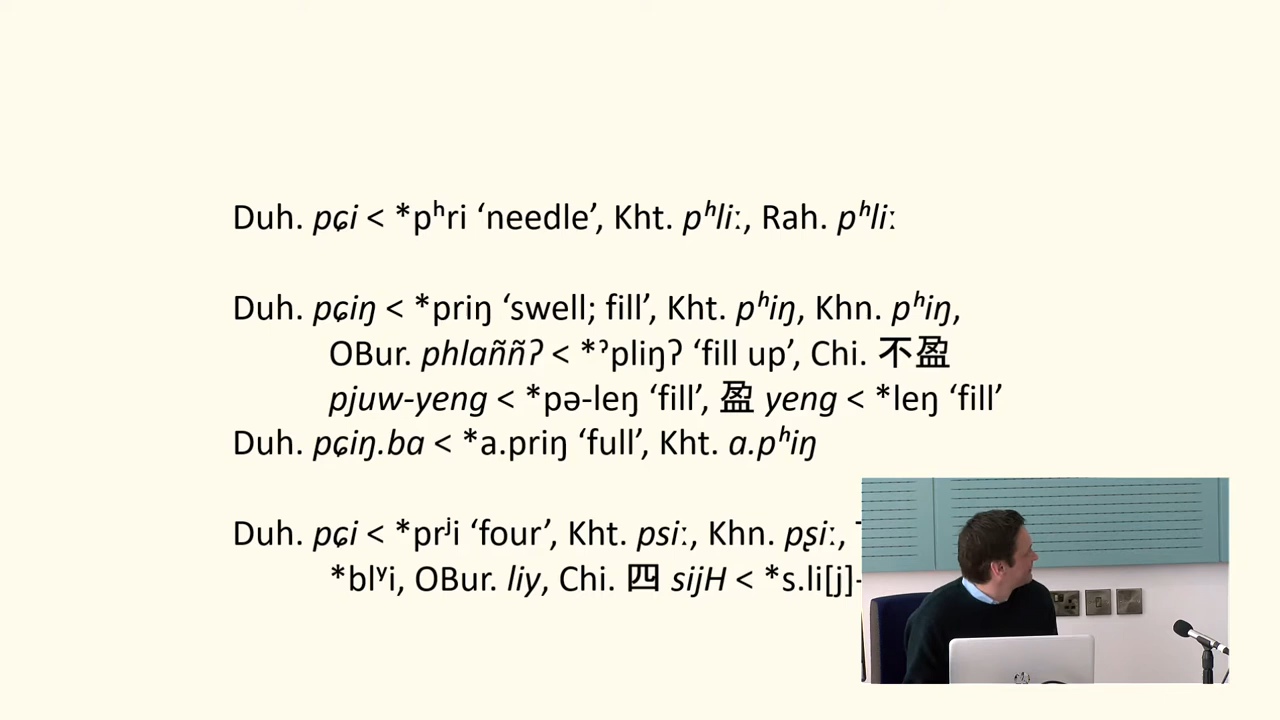 Duh. pɕi < *pʰri ‘needle’, Kht. pʰliː, Rah. pʰliː
Duh. pɕiŋ < *priŋ ‘swell; fill’, Kht. pʰiŋ, Khn. pʰiŋ,
OBur. phlaññʔ < *ˀpliŋʔ ‘fill up’, Chi. 不盈
pjuw-yeng < *pə-leŋ ‘fill’, 盈 yeng < *leŋ ‘fill’
Duh. pɕiŋ.ba < *a.priŋ ‘full’, Kht. a.pʰiŋ
Duh. pɕi < *prʲi ‘four’, Kht. psiː, Khn. pʂiː,
*blʸi, OBur. liy, Chi. 四 sijH < *s.li[j]-